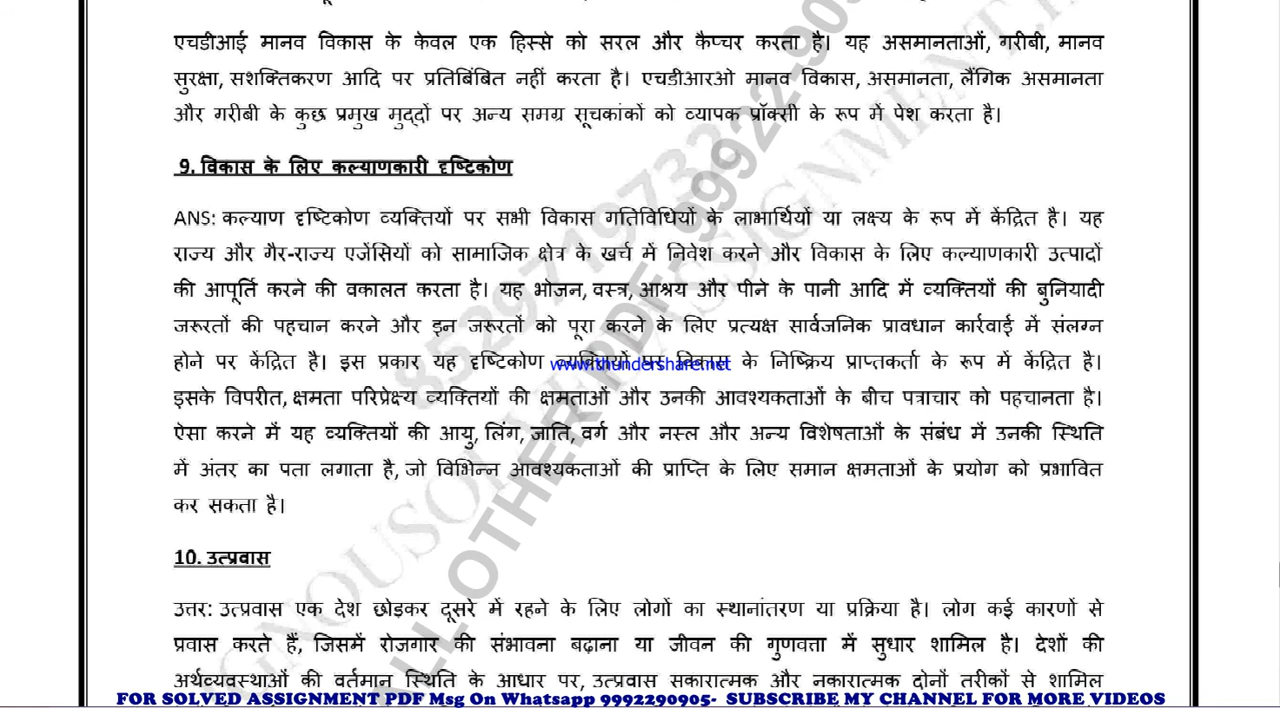 एचडीआई मानव विकास के केवल एक हिस्से को सरल और कैप्चर करता है। यह असमानताओं, गरीबी, मानव
सुरक्षा, सशक्तिकरण आदि पर प्रतिबिंबित नहीं करता है। एचडीआरओ मानव विकास, असमानता, लैंगिक असमानता
और गरीबी के कुछ प्रमुख मुद्दों पर अन्य समग्र सूचकांकों को व्यापक प्रॉक्सी के रूप में पेश करता है।
9. विकास के लिए कल्याणकारी दृष्टिकोण
ANS: कल्याण दृष्टिकोण व्यक्तियों पर सभी विकास गतिविधियों के लाभार्थियों या लक्ष्य के रूप में केंद्रित है। यह
राज्य और गैर-राज्य एजेंसियों को सामाजिक क्षेत्र के खर्च में निवेश करने और विकास के लिए कल्याणकारी उत्पादों
की आपूर्ति करने की वकालत करता है। यह भोजन, वस्त्र, आश्रय और पीने के पानी आदि में व्यक्तियों की बुनियादी
जरूरतों की पहचान करने और इन जरूरतों को पूरा करने के लिए प्रत्यक्ष सार्वजनिक प्रावधान कार्रवाई में संलग्न
होने पर केंद्रित है। इस प्रकार यह दृष्टिकोण व्यक्तियों पर विकास के निष्क्रिय प्राप्तकर्ता के रूप में केंद्रित है।
www.thundershare.net
इसके विपरीत, क्षमता परिप्रेक्ष्य व्यक्तियों की क्षमताओं और उनकी आवश्यकताओं के बीच पत्राचार को पहचानता है।
ऐसा करने में यह व्यक्तियों की आयु, लिंग, जाति, वर्ग और नस्ल और अन्य विशेषताओं के संबंध में उनकी स्थिति
में अंतर का पता लगाता है, जो विभिन्न आवश्यकताओं की प्राप्ति के लिए समान क्षमताओं के प्रयोग को प्रभावित
कर सकता है।
10. उत्प्रवास
उत्तर: उत्प्रवास एक देश छोड़कर दूसरे में रहने के लिए लोगों का स्थानांतरण या प्रक्रिया है। लोग कई कारणों से
प्रवास करते हैं, जिसमें रोजगार की संभावना बढ़ाना या जीवन की गुणवत्ता में सुधार शामिल है। देशों की
अर्थव्यवस्थाओं की वर्तमान स्थिति के आधार पर, उत्प्रवास सकारात्मक और नकारात्मक दोनों तरीकों से शामिल
FOR SOLVED ASSIGNMENT PDF Msg On Whatsapp 9992290905- SUBSCRIBE MY CHANNEL FOR MORE VIDEOS